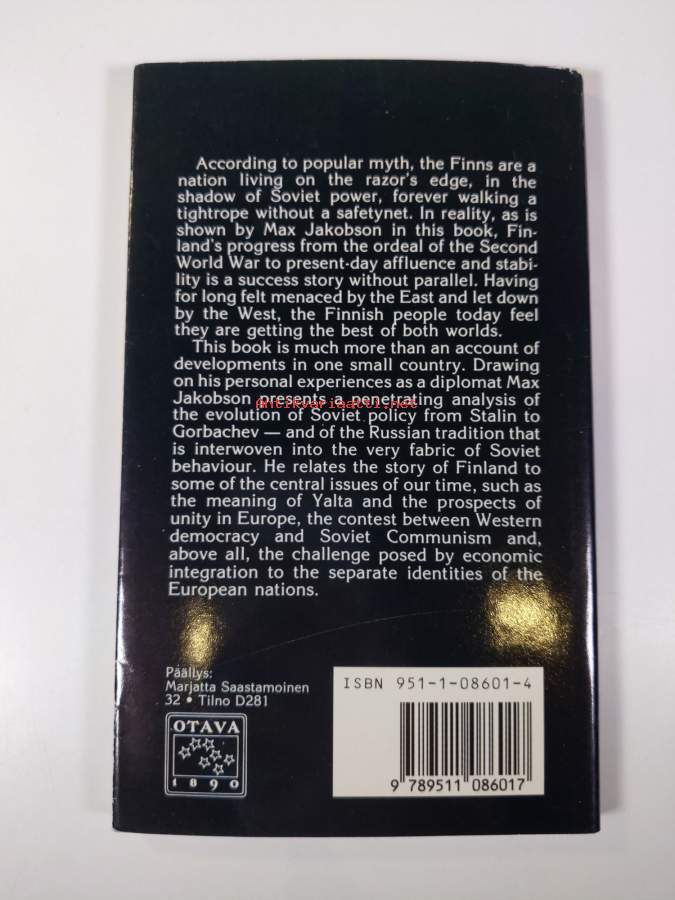 According to popular myth, the Finns are a
nation living on the razor's edge, in the
shadow of Soviet power, forever walking a
tightrope without a safetynet. In reality, as is
shown by Max Jakobson in this book, Fin-
land's progress from the ordeal of the Second
World War to present-day affluence and stabi-
lity is a success story without parallel. Having
for long felt menaced by the East and let down
by the West, the Finnish people today feel
they are getting the best of both worlds.
This book is much more than an account of
developments in one small country. Drawing
on his personal experiences as a diplomat Max
Jakobson presents a penetrating analysis of
antikvariaatti.net
the evolution of Soviet policy from Stalin to
Gorbachev — and of the Russian tradition that
is interwoven into the very fabric of Soviet
behaviour. He relates the story of Finland to
some of the central issues of our time, such as
the meaning of Yalta and the prospects of
unity in Europe, the contest between Western
democracy and Soviet Communism and,
above all, the challenge posed by economic
integration to the separate identities of the
European nations.
Päällys:
Marjatta Saastamoinen
32 • Tilno D281
OTAVA
1890
ISBN 951-1-08601-4
9 789511 086017